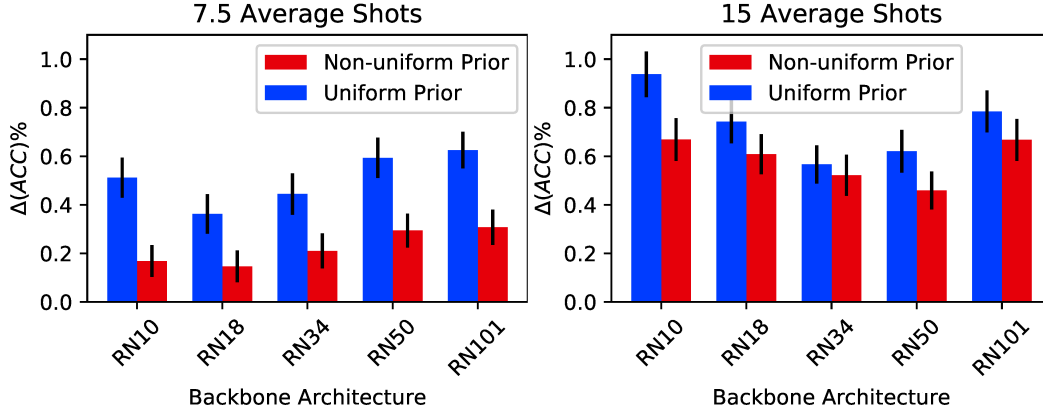 7.5 Average Shots
Δ(ACC)%
1.0
0.8
0.6
0.4
0.2
0.0
Non-uniform Prior
Uniform Prior
RN10
RN18
RN34
RN50
RN101
Backbone Architecture
15 Average Shots
Δ(ACC)%
1.0
0.8
0.6
0.4
0.2
0.0
Non-uniform Prior
Uniform Prior
RN10
RN18
RN34
RN50
RN101
Backbone Architecture